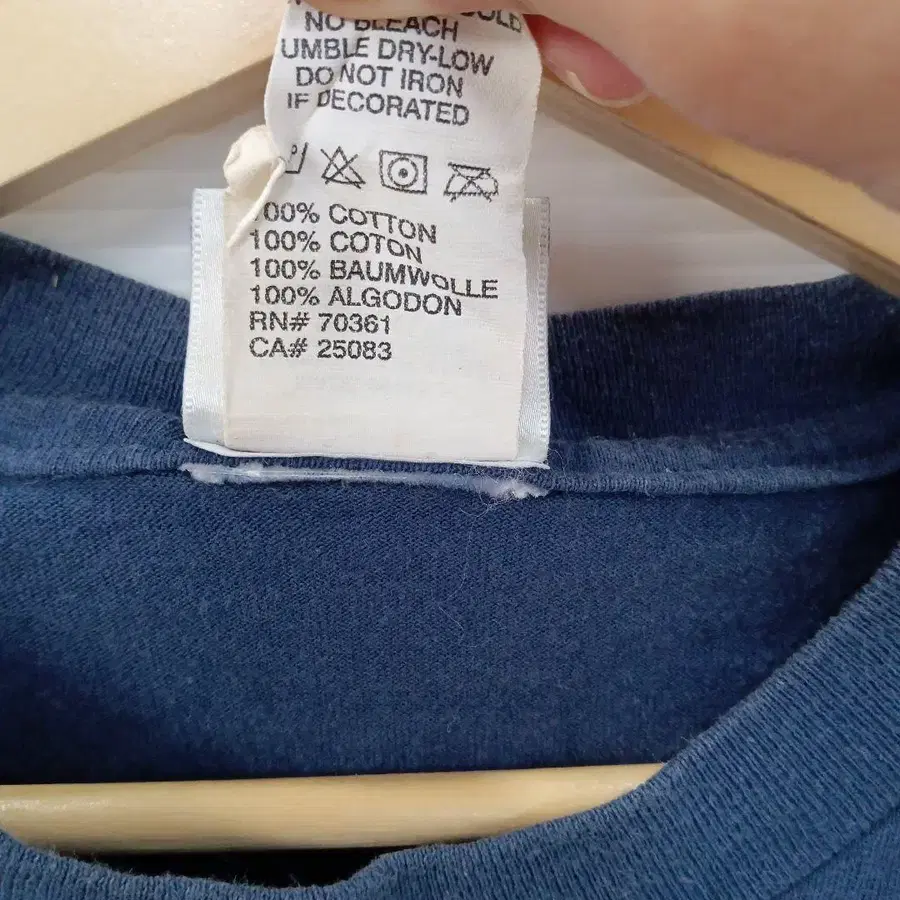 NO BLEACH
UMBLE DRY-LOW
DO NOT IRON
IF DECORATED
100% COTTON
100% COTON
100% BAUMWOLLE
100% ALGODON
RN# 70361
CA# 25083